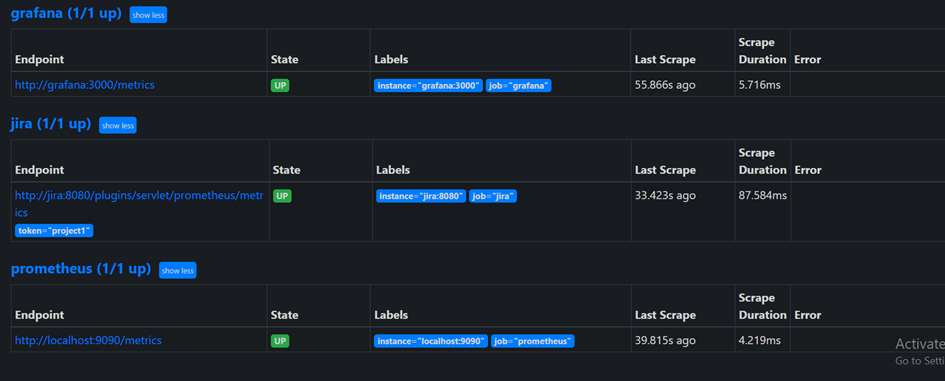 grafana (1/1 up) show less
Endpoint State Labels Last Scrape Scrape Duration Error
http://grafana:3000/metrics UP instance="grafana:3000" job="grafana" 55.866s ago 5.716ms
jira (1/1 up) show less
Endpoint State Labels Last Scrape Scrape Duration Error
http://jira:8080/plugins/servlet/prometheus/metr UP instance="jira:8080" job="jira" 33.423s ago 87.584ms
ics
token="project1"
prometheus (1/1 up) show less
Endpoint State Labels Last Scrape Scrape Duration Error
http://localhost:9090/metrics UP instance="localhost:9090" job="prometheus" 39.815s ago 4.219ms
Activate
Go to Setti